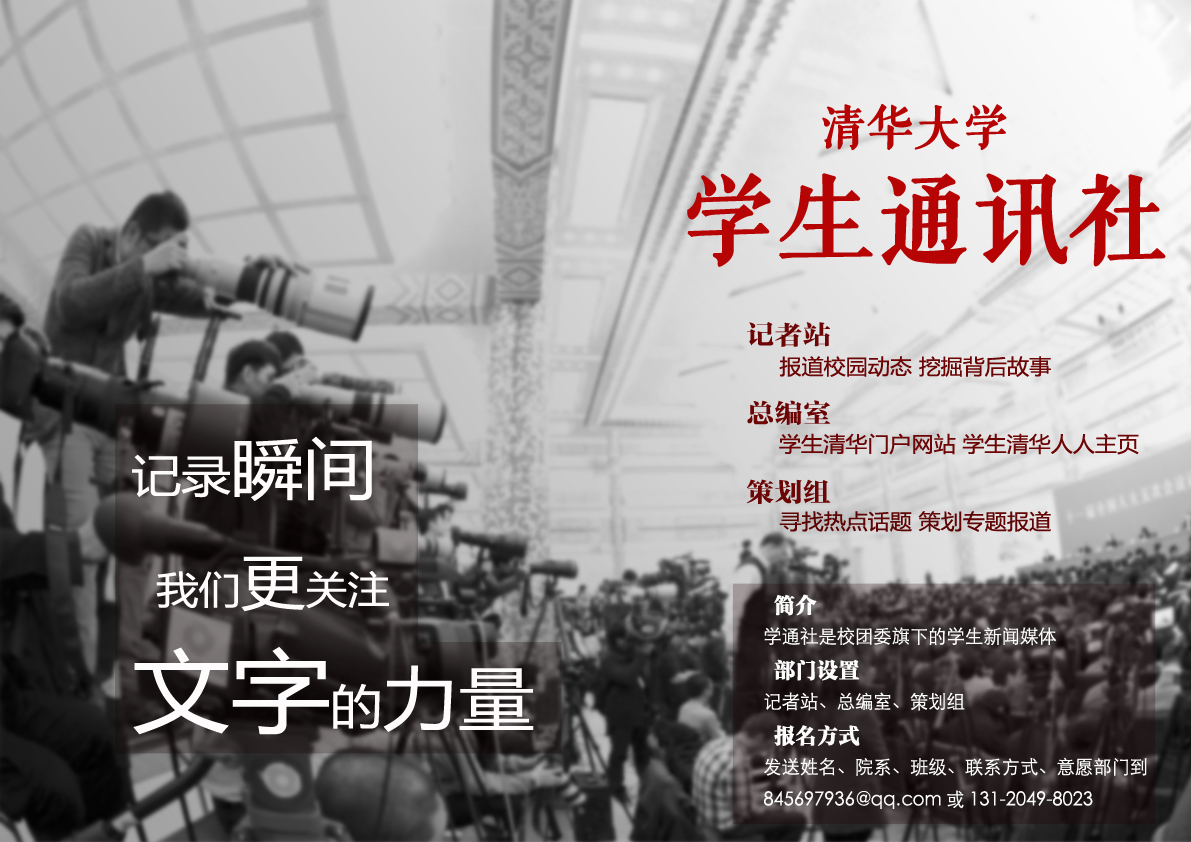 清华大学
学生通讯社
记者站
报道校园动态 挖掘背后故事
总编室
学生清华门户网站 学生清华人人主页
策划组
寻找热点话题 策划专题报道
记录瞬间
我们更关注
文字的力量
简介
学通社是校团委旗下的学生新闻媒体
部门设置
记者站、总编室、策划组
报名方式
发送姓名、院系、班级、联系方式、意愿部门到
845697936@qq.com 或 131-2049-8023